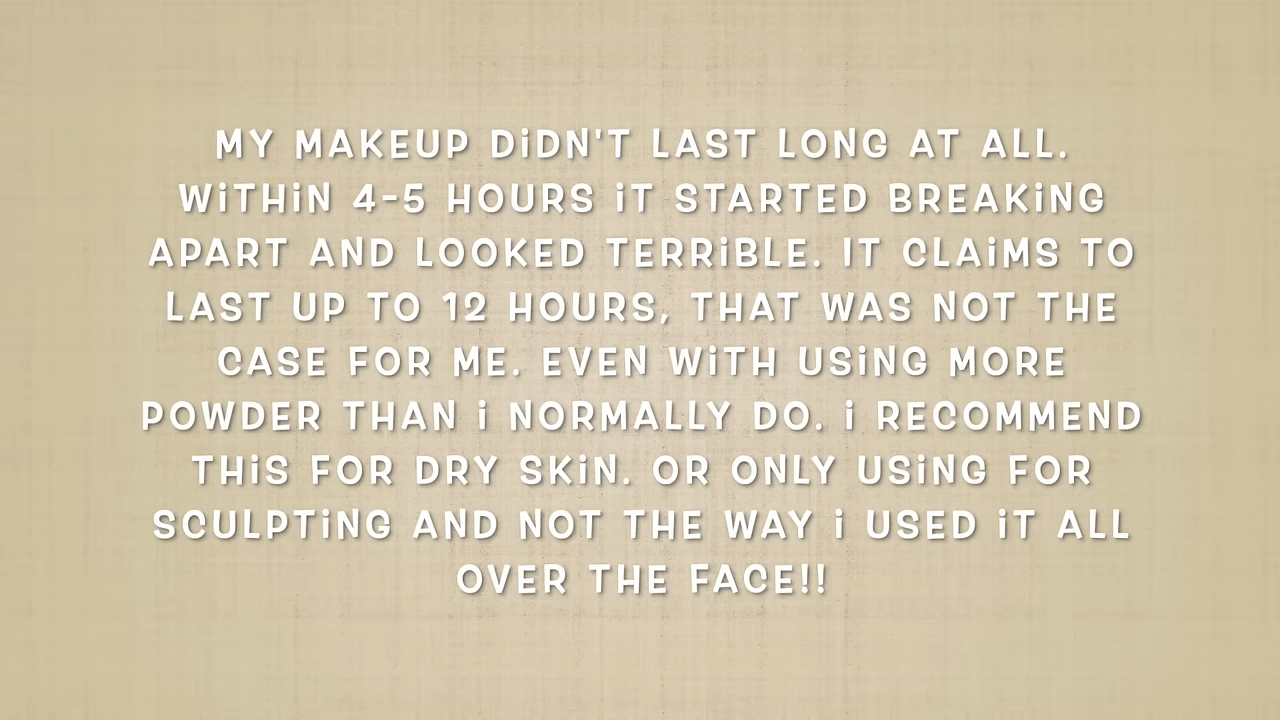 MY MAKEUP DiDN'T LAST LONG AT ALL.
WiTHiN 4-5 HOURS iT STARTED BREAKiNG
APART AND LOOKED TERRiBLE. IT CLAiMS TO
LAST UP TO 12 HOURS, THAT WAS NOT THE
CASE FOR ME. EVEN WiTH USiNG MORE
POWDER THAN i NORMALLY DO. i RECOMMEND
THiS FOR DRY SKiN. OR ONLY USiNG FOR
SCULPTiNG AND NOT THE WAY i USED iT ALL
OVER THE FACE!!